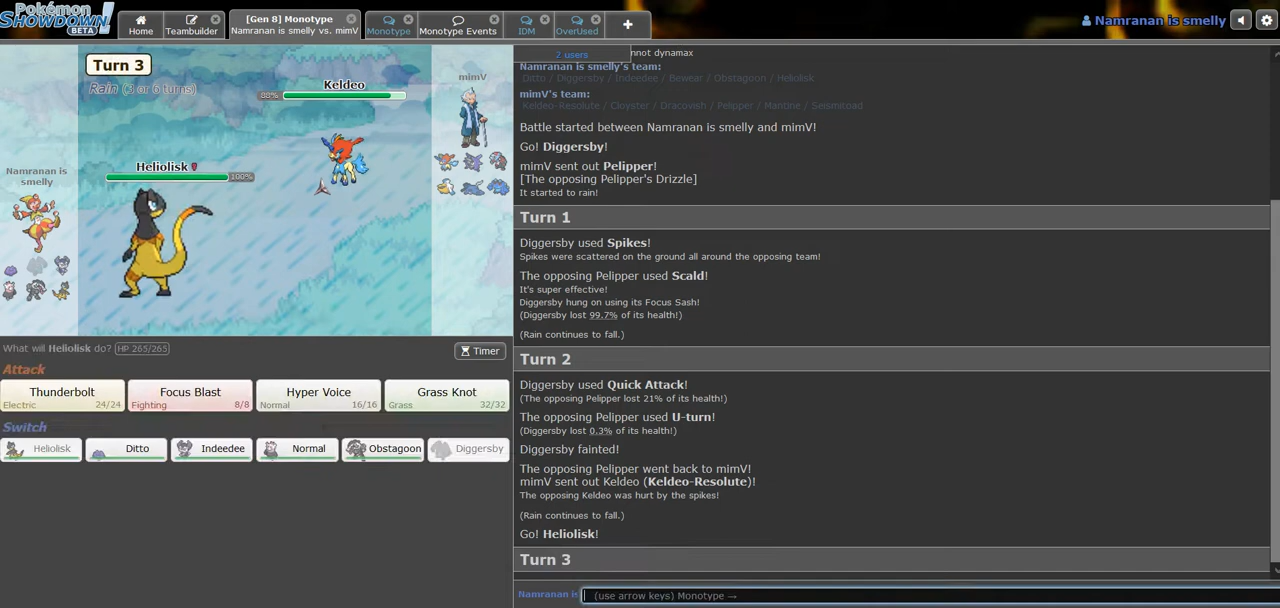 Pokémon
SHOWDOWN!
BETA
Home
Teambuilder
[Gen 8] Monotype
Namranan is smelly vs. mimV
Monotype
Monotype Events
IDM
OverUsed
+
Namranan is smelly
Turn 3
Rain (3 or 6 turns)
Keldeo
88%
Heliolisk
100%
Namranan is
smelly
mimV
2 users
nnot dynamax
Namranan is smelly's team:
Ditto / Diggersby / Indeedee / Bewear / Obstagoon / Heliolisk
mimV's team:
Keldeo-Resolute / Cloyster / Dracovish / Pelipper / Mantine / Seismitoad
Battle started between Namranan is smelly and mimV!
Go! Diggersby!
mimV sent out Pelipper!
[The opposing Pelipper's Drizzle]
It started to rain!
Turn 1
Diggersby used Spikes!
Spikes were scattered on the ground all around the opposing team!
The opposing Pelipper used Scald!
It's super effective!
Diggersby hung on using its Focus Sash!
(Diggersby lost 99.7% of its health!)
(Rain continues to fall.)
Turn 2
Diggersby used Quick Attack!
(The opposing Pelipper lost 21% of its health!)
The opposing Pelipper used U-turn!
(Diggersby lost 0.3% of its health!)
Diggersby fainted!
The opposing Pelipper went back to mimV!
mimV sent out Keldeo (Keldeo-Resolute)!
The opposing Keldeo was hurt by the spikes!
(Rain continues to fall.)
Go! Heliolisk!
Turn 3
Namranan is
(use arrow keys) Monotype →
What will Heliolisk do? HP 265/265
Timer
Attack
Thunderbolt
Electric 24/24
Focus Blast
Fighting 8/8
Hyper Voice
Normal 16/16
Grass Knot
Grass 32/32
Switch
Heliolisk
Ditto
Indeedee
Normal
Obstagoon
Diggersby